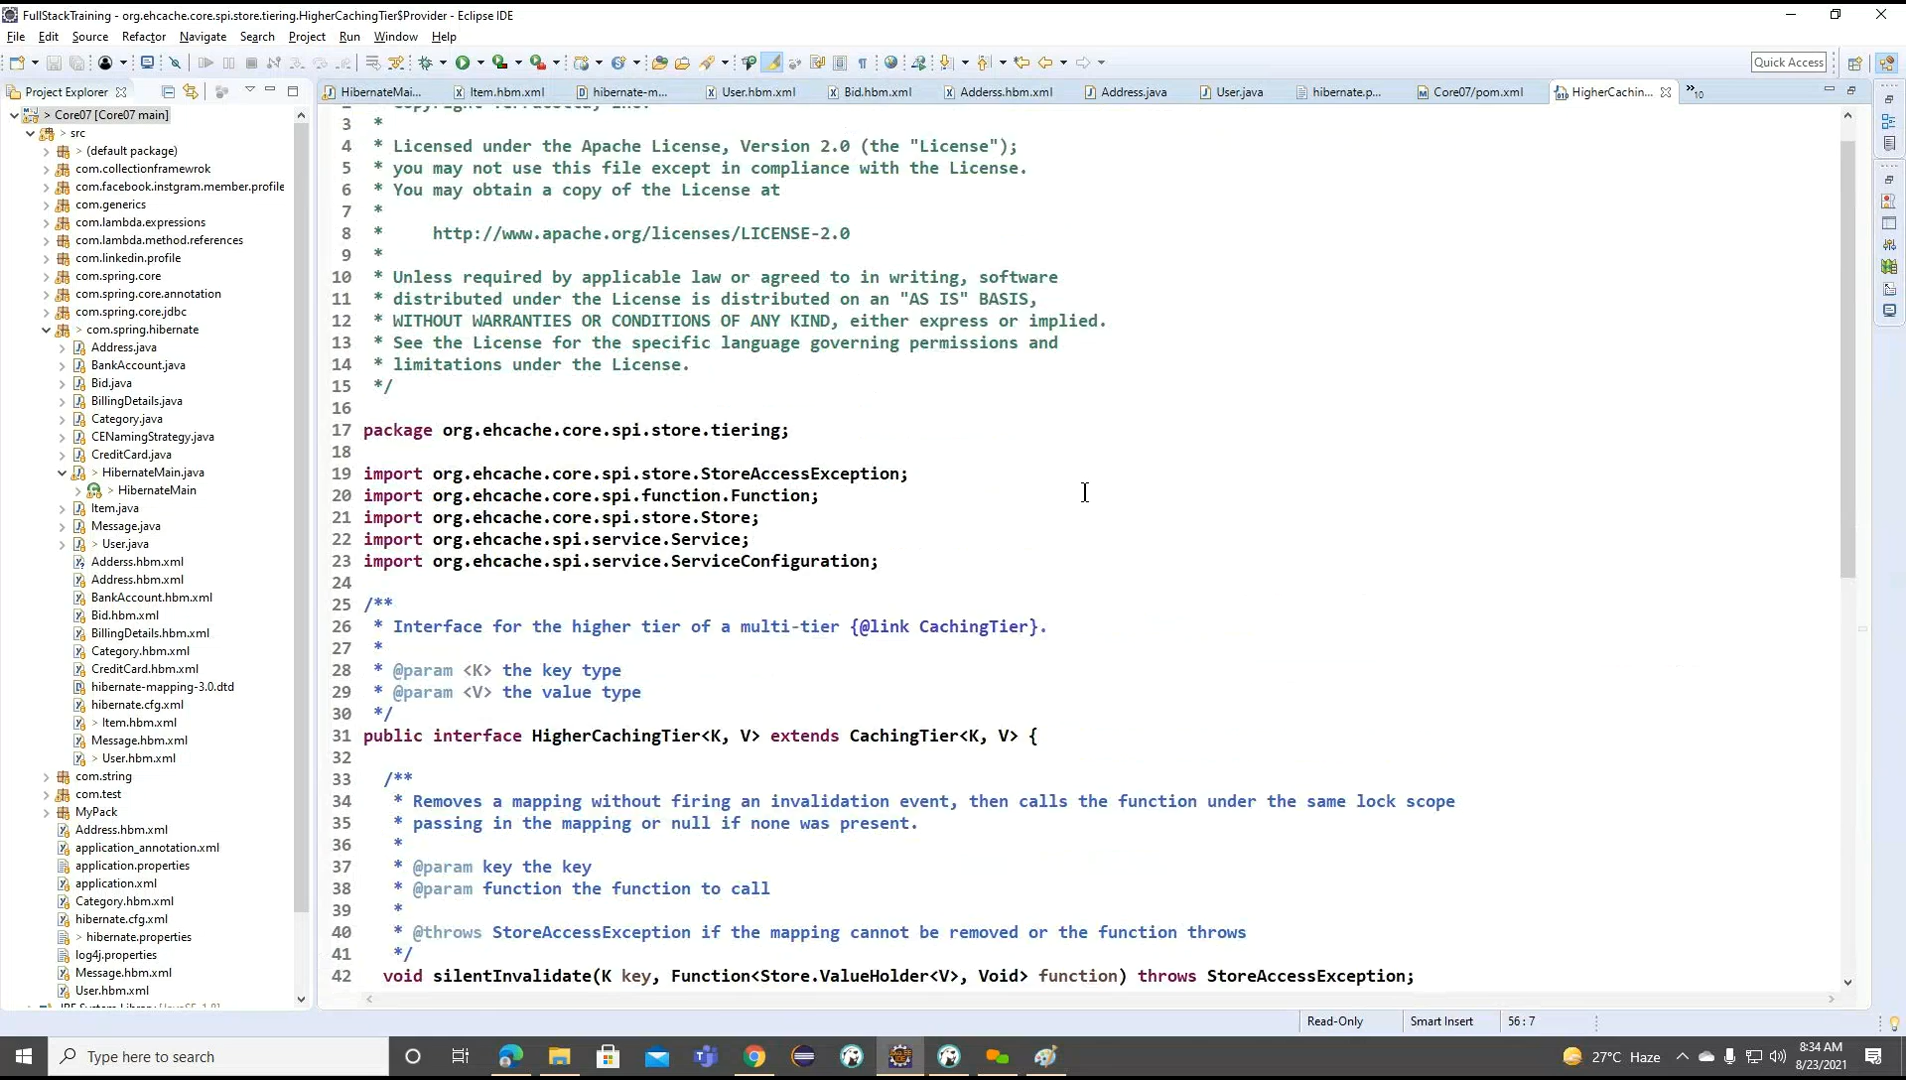 FullStackTraining - org.ehcache.core.spi.store.tiering.HigherCachingTier$Provider - Eclipse IDE
File Edit Source Refactor Navigate Search Project Run Window Help
Quick Access
Project Explorer
HibernateMai...
Item.hbm.xml
hibernate-m...
User.hbm.xml
Bid.hbm.xml
Adderss.hbm.xml
Address.java
User.java
hibernate.p...
Core07/pom.xml
HigherCachin...
»10
> Core07 [Core07 main]
> src
> (default package)
com.collectionframewrok
com.facebook.instgram.member.profile
com.generics
com.lambda.expressions
com.lambda.method.references
com.linkedin.profile
com.spring.core
com.spring.core.annotation
com.spring.core.jdbc
> com.spring.hibernate
Address.java
BankAccount.java
Bid.java
BillingDetails.java
Category.java
CENamingStrategy.java
CreditCard.java
> HibernateMain.java
> HibernateMain
Item.java
Message.java
> User.java
Adderss.hbm.xml
Address.hbm.xml
BankAccount.hbm.xml
Bid.hbm.xml
BillingDetails.hbm.xml
Category.hbm.xml
CreditCard.hbm.xml
hibernate-mapping-3.0.dtd
hibernate.cfg.xml
> Item.hbm.xml
Message.hbm.xml
> User.hbm.xml
com.string
com.test
MyPack
Address.hbm.xml
application_annotation.xml
application.properties
application.xml
Category.hbm.xml
hibernate.cfg.xml
> hibernate.properties
log4j.properties
Message.hbm.xml
User.hbm.xml
3 *
4 * Licensed under the Apache License, Version 2.0 (the "License");
5 * you may not use this file except in compliance with the License.
6 * You may obtain a copy of the License at
7 *
8 * http://www.apache.org/licenses/LICENSE-2.0
9 *
10 * Unless required by applicable law or agreed to in writing, software
11 * distributed under the License is distributed on an "AS IS" BASIS,
12 * WITHOUT WARRANTIES OR CONDITIONS OF ANY KIND, either express or implied.
13 * See the License for the specific language governing permissions and
14 * limitations under the License.
15 */
16
17 package org.ehcache.core.spi.store.tiering;
18
19 import org.ehcache.core.spi.store.StoreAccessException;
20 import org.ehcache.core.spi.function.Function;
21 import org.ehcache.core.spi.store.Store;
22 import org.ehcache.spi.service.Service;
23 import org.ehcache.spi.service.ServiceConfiguration;
24
25 /**
26 * Interface for the higher tier of a multi-tier {@link CachingTier}.
27 *
28 * @param <K> the key type
29 * @param <V> the value type
30 */
31 public interface HigherCachingTier<K, V> extends CachingTier<K, V> {
32
33 /**
34 * Removes a mapping without firing an invalidation event, then calls the function under the same lock scope
35 * passing in the mapping or null if none was present.
36 *
37 * @param key the key
38 * @param function the function to call
39 *
40 * @throws StoreAccessException if the mapping cannot be removed or the function throws
41 */
42 void silentInvalidate(K key, Function<Store.ValueHolder<V>, Void> function) throws StoreAccessException;
Read-Only
Smart Insert
56 : 7
Type here to search
27°C Haze
8:34 AM
8/23/2021